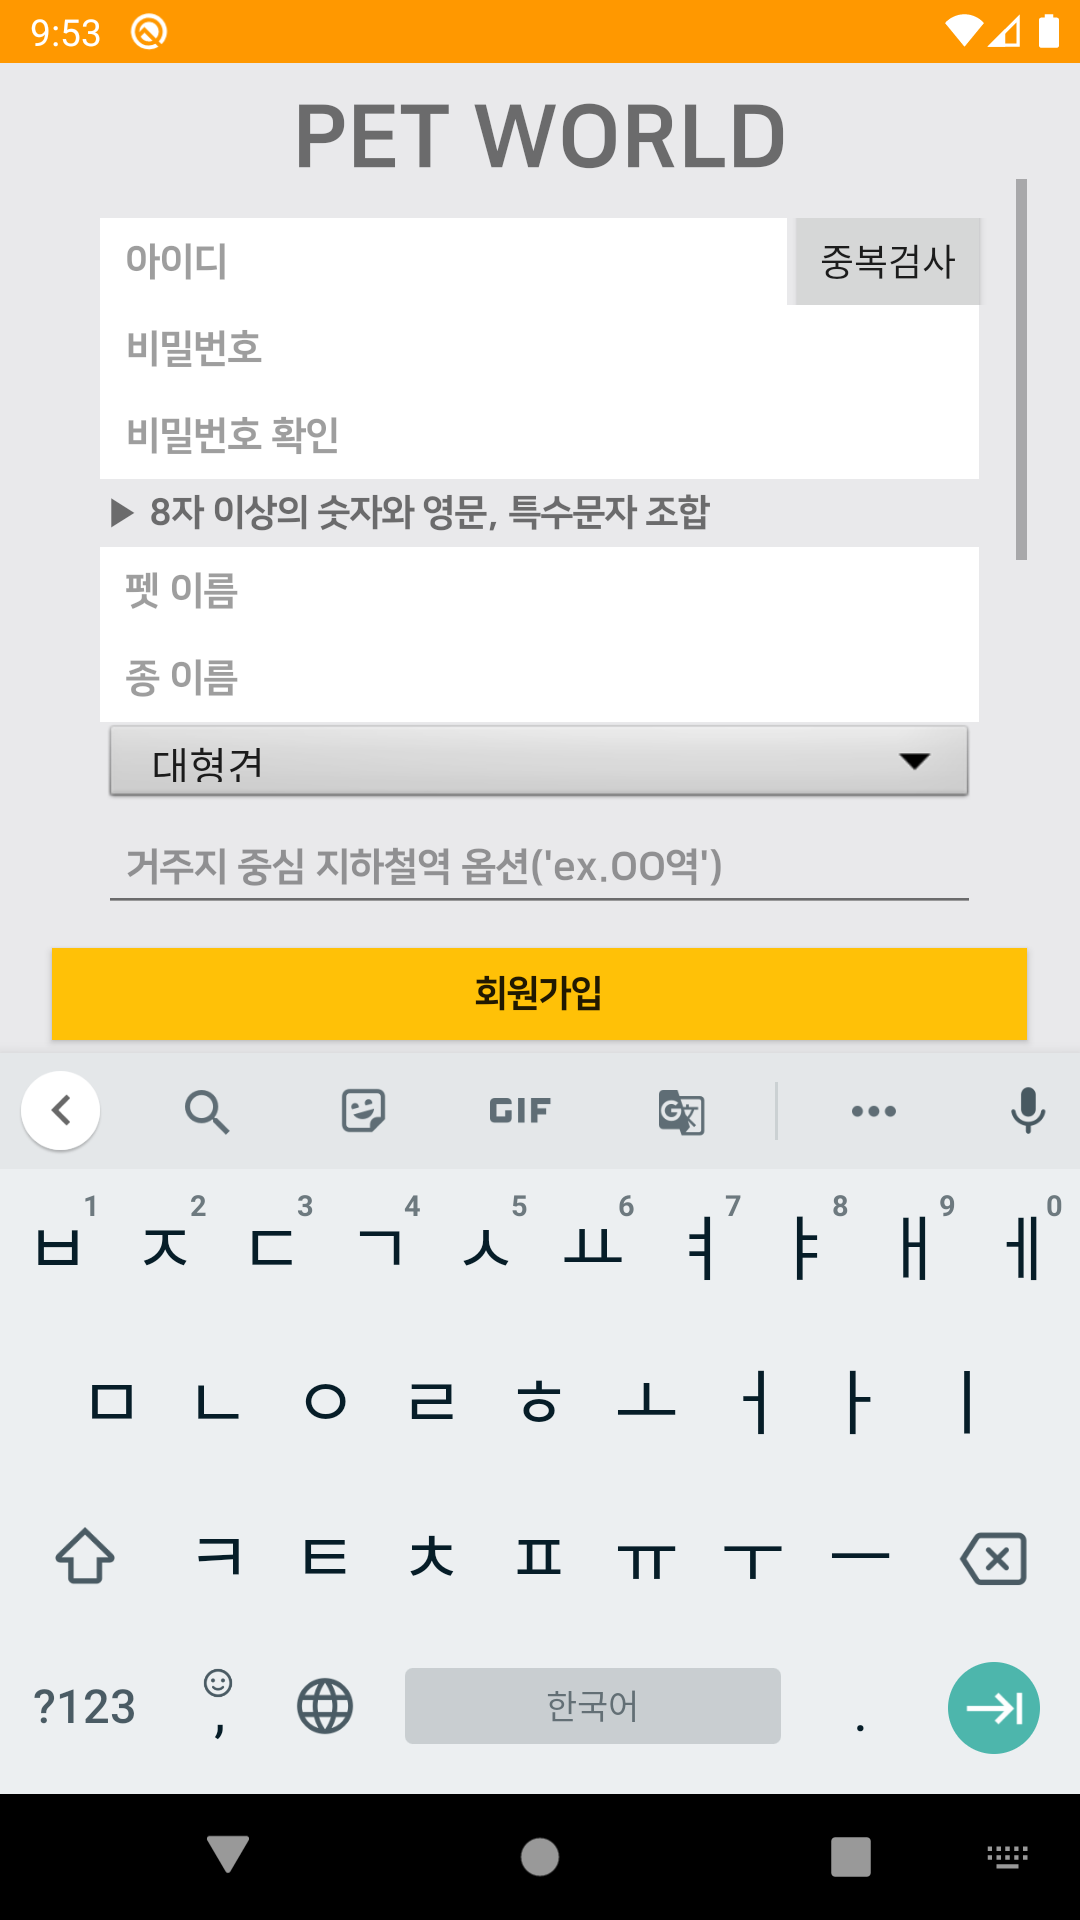 9:53
PET WORLD
아이디
중복검사
비밀번호
비밀번호 확인
▶ 8자 이상의 숫자와 영문, 특수문자 조합
펫 이름
종 이름
대형견
거주지 중심 지하철역 옵션('ex.OO역')
회원가입
GIF
1 2 3 4 5 6 7 8 9 0
ㅂ ㅈ ㄷ ㄱ ㅅ ㅛ ㅕ ㅑ ㅐ ㅔ
ㅁ ㄴ ㅇ ㄹ ㅎ ㅗ ㅓ ㅏ ㅣ
ㅋ ㅌ ㅊ ㅍ ㅠ ㅜ ㅡ
?123 , 한국어 .